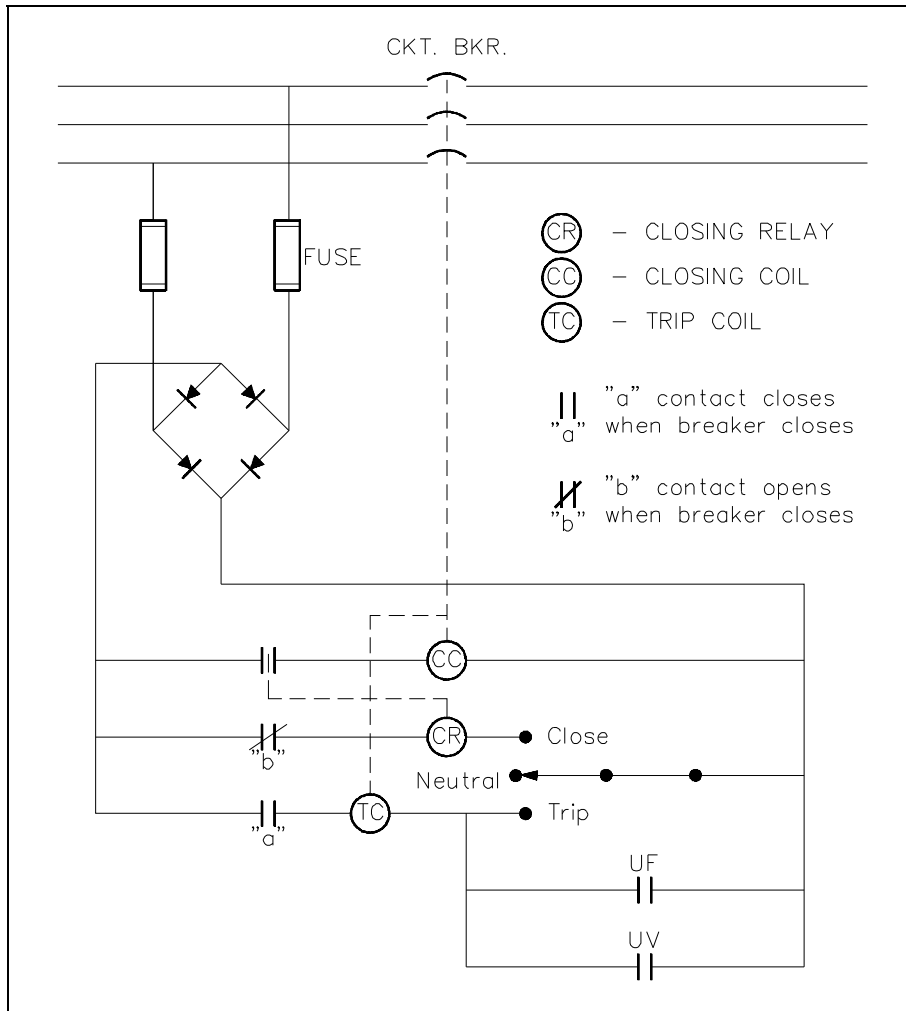 CKT. BKR.
FUSE
CR – CLOSING RELAY
CC – CLOSING COIL
TC – TRIP COIL
"a" contact closes
"a" when breaker closes
"b" contact opens
"b" when breaker closes
CC
CR
Close
"b"
Neutral
TC
Trip
"a"
UF
UV